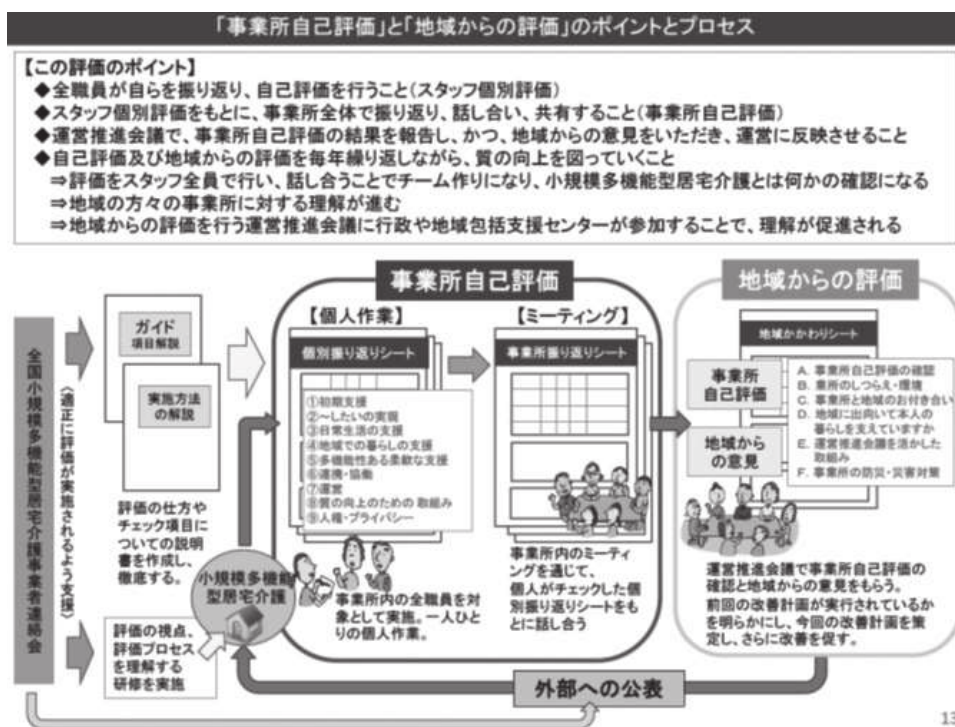 「事業所自己評価」と「地域からの評価」のポイントとプロセス
【この評価のポイント】
◆全職員が自らを振り返り、自己評価を行うこと(スタッフ個別評価)
◆スタッフ個別評価をもとに、事業所全体で振り返り、話し合い、共有すること(事業所自己評価)
◆運営推進会議で、事業所自己評価の結果を報告し、かつ、地域からの意見をいただき、運営に反映させること
◆自己評価及び地域からの評価を毎年繰り返しながら、質の向上を図っていくこと
⇒評価をスタッフ全員で行い、話し合うことでチーム作りになり、小規模多機能型居宅介護とは何かの確認になる
⇒地域の方々の事業所に対する理解が進む
⇒地域からの評価を行う運営推進会議に行政や地域包括支援センターが参加することで、理解が促進される
全国小規模多機能型居宅介護事業者連絡会
〈適正に評価が実施されるよう支援〉
ガイド
項目解説
実施方法
の解説
評価の仕方や
チェック項目に
ついての説明
書を作成し、
徹底する。
評価の視点、
評価プロセス
を理解する
研修を実施
小規模多機能
型居宅介護
事業所自己評価
【個人作業】
個別振り返りシート
①初期支援
②～したいの実現
③日常生活の支援
④地域での暮らしの支援
⑤多機能性ある柔軟な支援
⑥連携・協働
⑦運営
⑧質の向上のための 取組み
⑨人権・プライバシー
事業所内の全職員を対
象として実施。一人ひと
りの個人作業。
【ミーティング】
事業所振り返りシート
事業所内のミーティ
ングを通じて、
個人がチェックした個
別振り返りシートをも
とに話し合う
地域からの評価
地域かかわりシート
事業所
自己評価
地域から
の意見
A. 事業所自己評価の確認
B. 業所のしつらえ・環境
C. 事業所と地域のお付き合い
D. 地域に出向いて本人の
暮らしを支えていますか
E. 運営推進会議を活かした
取組み
F. 事業所の防災・災害対策
運営推進会議で事業所自己評価の
確認と地域からの意見をもらう。
前回の改善計画が実行されているか
を明らかにし、今回の改善計画を策
定し、さらに改善を促す。
外部への公表
13